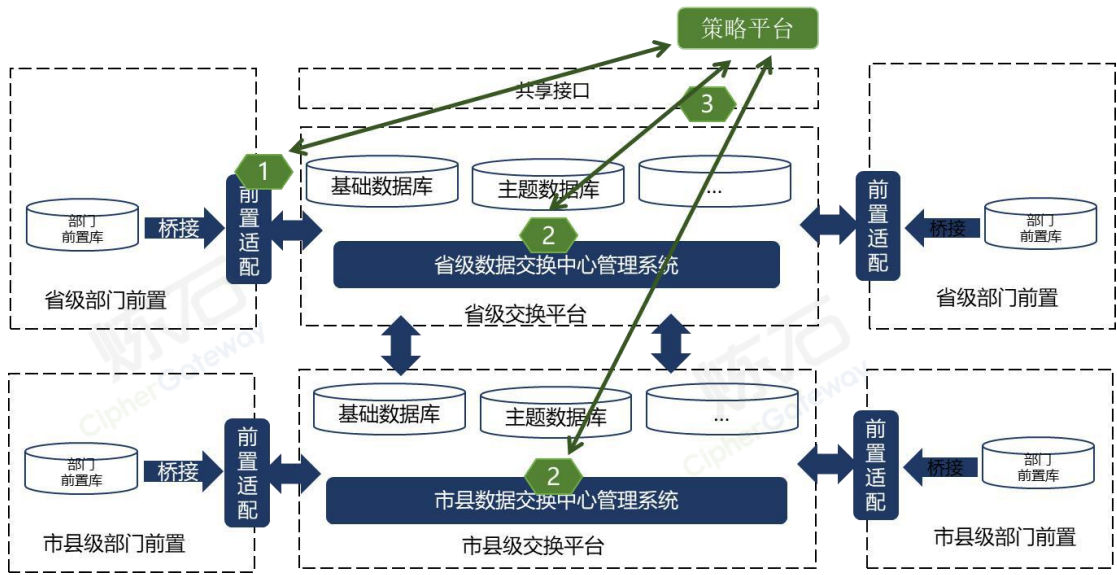 策略平台
共享接口
3
1
基础数据库
主题数据库
...
部门
前置库
桥接
前置适配
2
省级数据交换中心管理系统
前置适配
桥接
部门
前置库
省级部门前置
省级交换平台
省级部门前置
炼石
CipherGateway
基础数据库
主题数据库
...
部门
前置库
桥接
前置适配
2
市县数据交换中心管理系统
前置适配
桥接
部门
前置库
市县级部门前置
市县级交换平台
市县级部门前置
炼石
CipherGateway